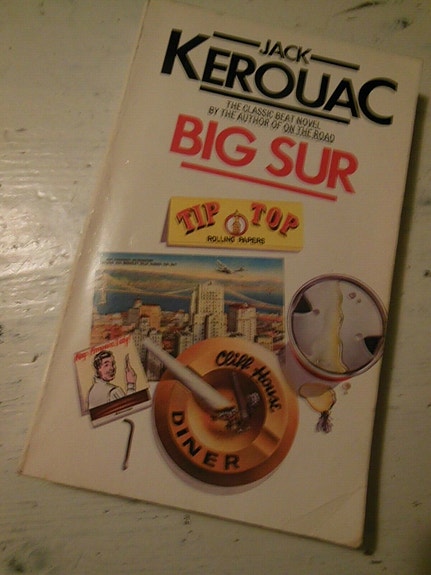 JACK
KEROUAC
THE CLASSIC BEAT NOVEL
BY THE AUTHOR OF ON THE ROAD
BIG SUR
TIP TOP
ROLLING PAPERS
Cliff House
DINER